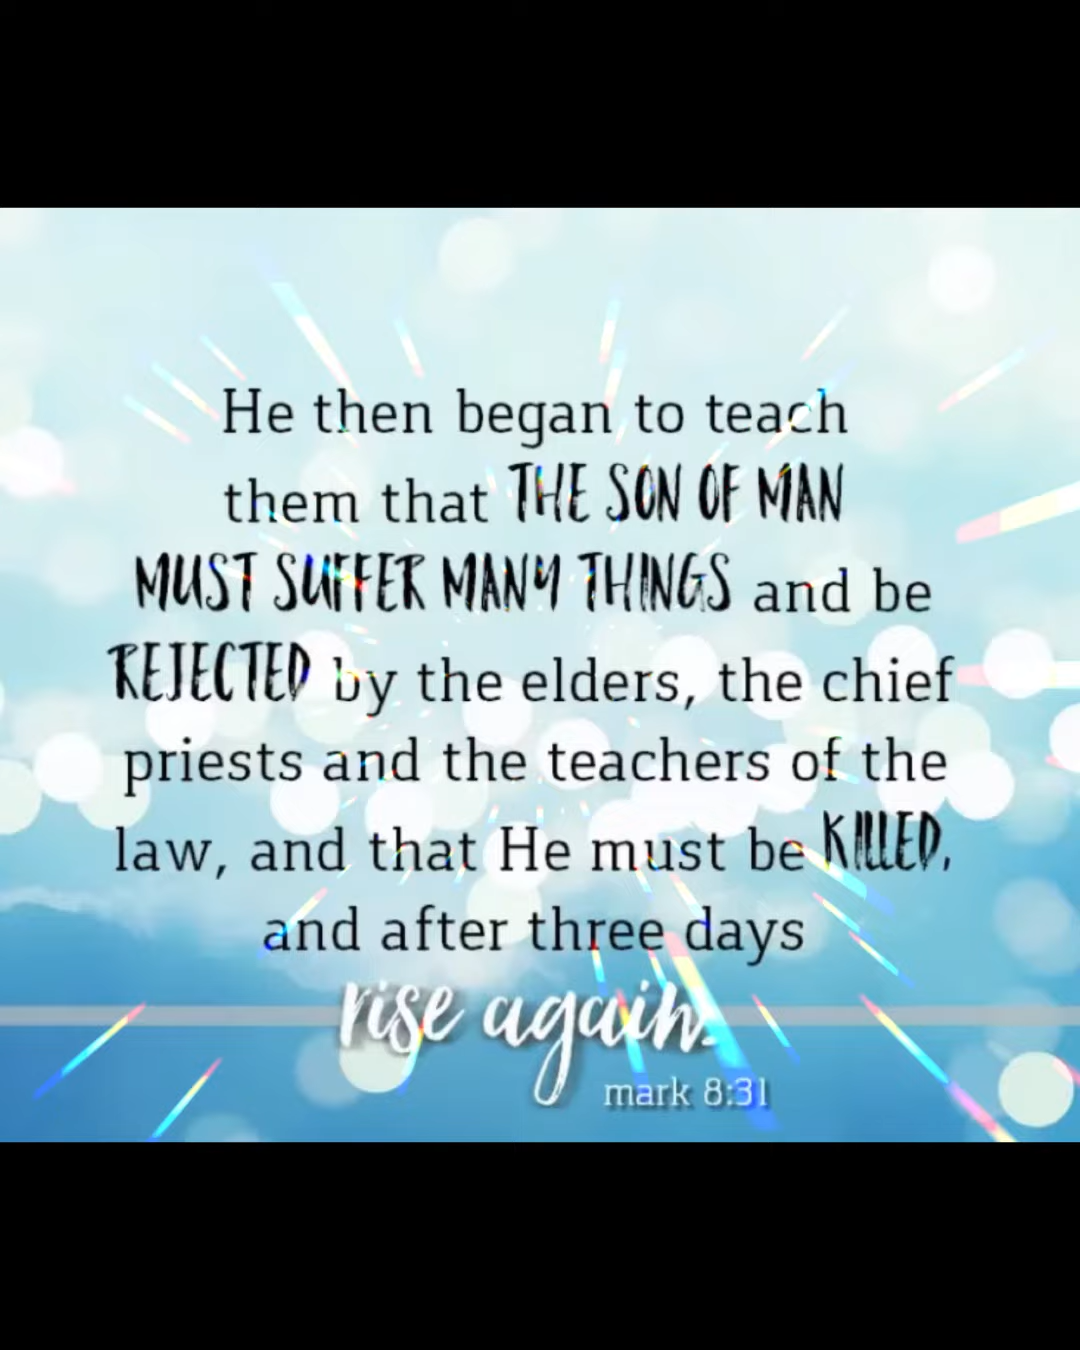 He then began to teach
them that THE SON OF MAN
MUST SUFFER MANY THINGS and be
REJECTED by the elders, the chief
priests and the teachers of the
law, and that He must be KILLED,
and after three days
rise again.
mark 8:31